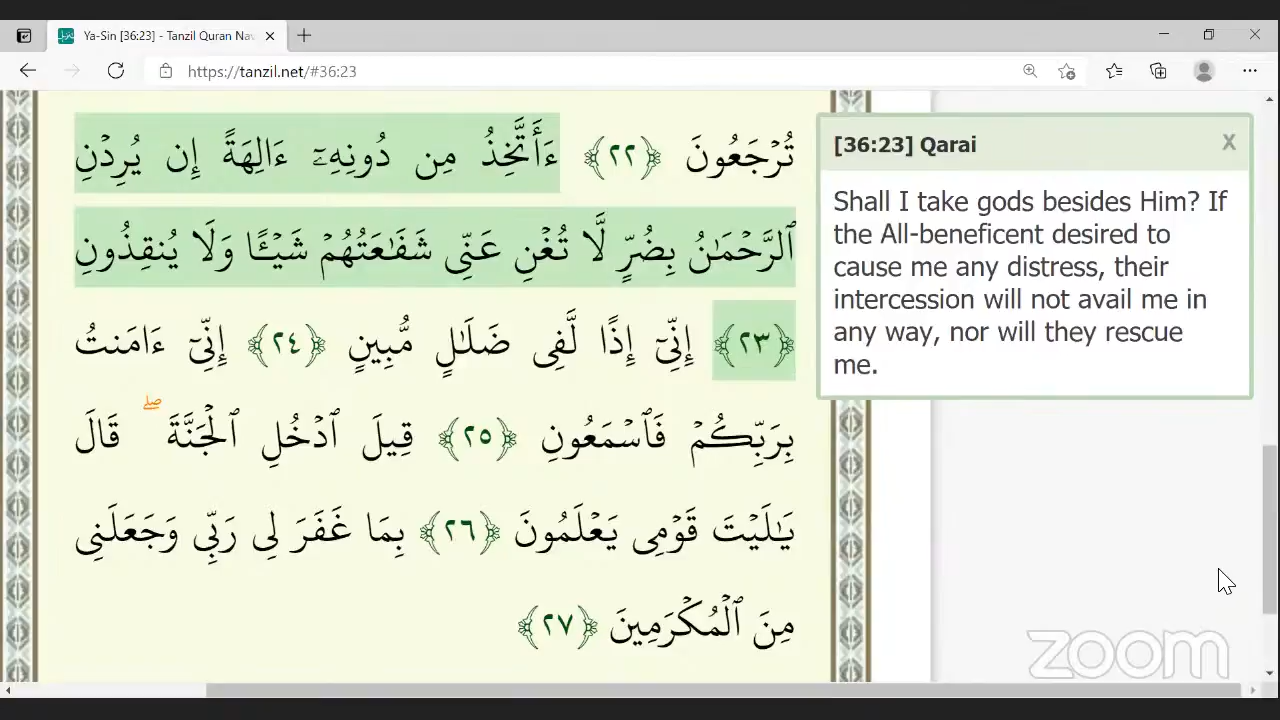 Ya-Sin [36:23] - Tanzil Quran Nav
https://tanzil.net/#36:23
تُرۡجَعُونَ ﴿٢٢﴾ ءَأَتَّخِذُ مِن دُونِهِۦٓ ءَالِهَةً إِن يُرِدۡنِ
ٱلرَّحۡمَـٰنُ بِضُرٍّ لَّا تُغۡنِ عَنِّى شَفَـٰعَتُهُمۡ شَيۡـًٔا وَلَا يُنقِذُونِ
﴿٢٣﴾ إِنِّىٓ إِذًا لَّفِى ضَلَـٰلٍ مُّبِينٍ ﴿٢٤﴾ إِنِّىٓ ءَامَنتُ
بِرَبِّكُمۡ فَٱسۡمَعُونِ ﴿٢٥﴾ قِيلَ ٱدۡخُلِ ٱلۡجَنَّةَ ۖ قَالَ
يَـٰلَيۡتَ قَوۡمِى يَعۡلَمُونَ ﴿٢٦﴾ بِمَا غَفَرَ لِى رَبِّى وَجَعَلَنِى
مِنَ ٱلۡمُكۡرَمِينَ ﴿٢٧﴾
[36:23] Qarai
X
Shall I take gods besides Him? If
the All-beneficent desired to
cause me any distress, their
intercession will not avail me in
any way, nor will they rescue
me.
zoom